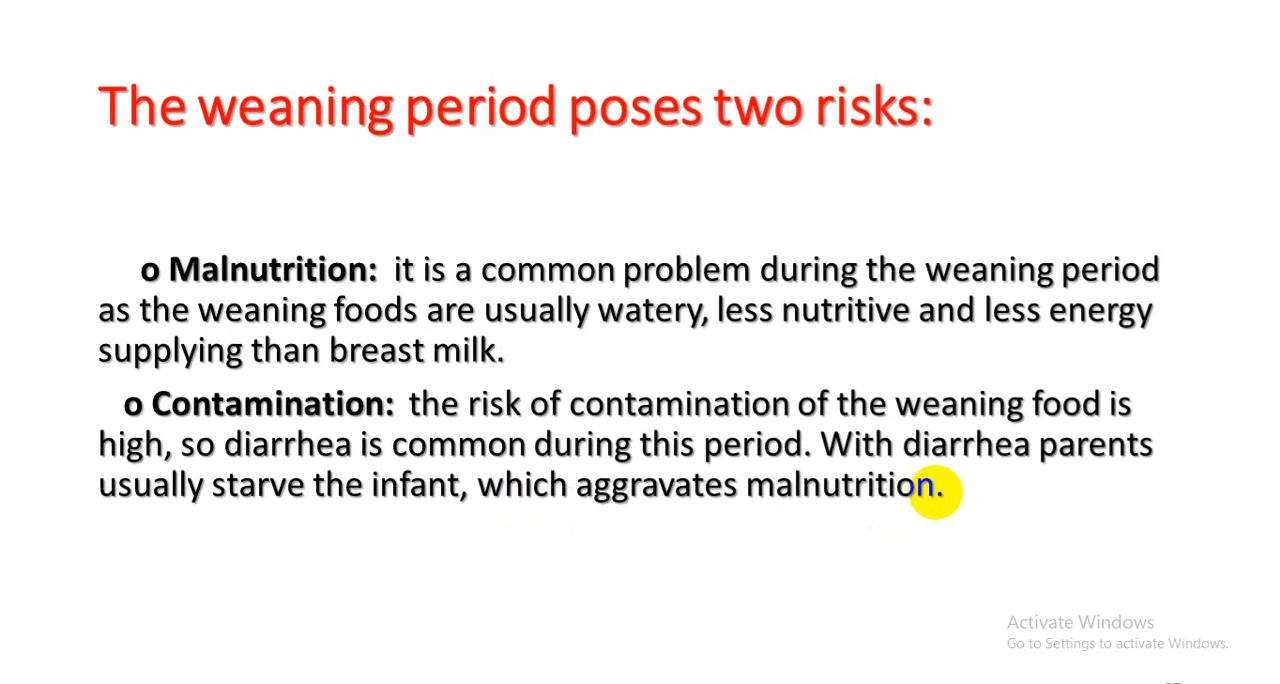 The weaning period poses two risks:
o Malnutrition: it is a common problem during the weaning period
as the weaning foods are usually watery, less nutritive and less energy
supplying than breast milk.
o Contamination: the risk of contamination of the weaning food is
high, so diarrhea is common during this period. With diarrhea parents
usually starve the infant, which aggravates malnutrition.
Activate Windows
Go to Settings to activate Windows.